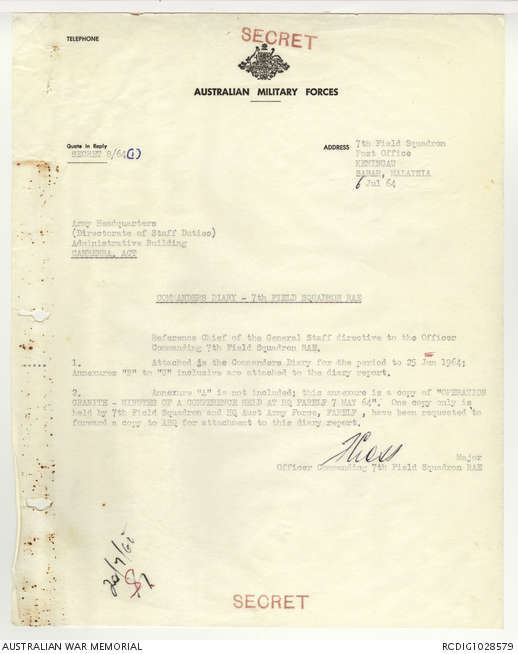 SECRET
TELEPHONE
AUSTRALIAN MILITARY FORCES
Quote in Reply
SECRET 8/64(1)
ADDRESS
7th Field Squadron
Post Office
KENINGAU
SABAH, MALAYSIA
6 Jul 64
Army Headquarters
(Directorate of Staff Duties)
Administrative Building
CANBERRA, ACT
COMMANDERS DIARY - 7th FIELD SQUADRON RAE
Reference Chief of the General Staff directive to the Officer
Commanding 7th Field Squadron RAE.
1. Attached is the Commanders Diary for the period to 25 Jun 1964;
Annexures "B" to "U" inclusive are attached to the diary report.
2. Annexure "A" is not included; this annexure is a copy of "OPERATION
GRANITE - MINUTES OF A CONFERENCE HELD AT HQ FARELF 7 MAY 64". One copy only is
held by 7th Field Squadron and HQ Aust Army Force, FARELF, have been requested to
forward a copy to AHQ for attachment to this diary report.
Major
Officer Commanding 7th Field Squadron RAE
SECRET
AUSTRALIAN WAR MEMORIAL
RCDIG1028579